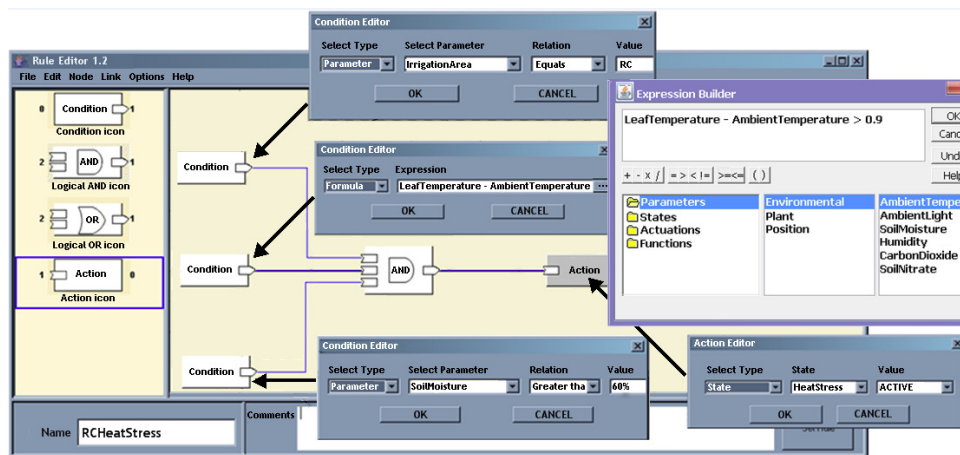 Rule Editor 1.2
File Edit Node Link Options Help
0 Condition 1
Condition icon
2 AND 1
Logical AND icon
2 OR 1
Logical OR icon
1 Action 0
Action icon
Condition
Condition
Condition
AND
Action
Condition Editor
Select Type Select Parameter Relation Value
Parameter IrrigationArea Equals RC
OK CANCEL
Condition Editor
Select Type Expression
Formula LeafTemperature - AmbientTemperature ...
OK CANCEL
Expression Builder
LeafTemperature - AmbientTemperature > 0.9
OK
Canc
Und
Help
+ - x / = > < != >=<= ( )
Parameters
States
Actuations
Functions
Environmental
Plant
Position
AmbientTempe
AmbientLight
SoilMoisture
Humidity
CarbonDioxide
SoilNitrate
Condition Editor
Select Type Select Parameter Relation Value
Parameter SoilMoisture Greater tha 60%
OK CANCEL
Action Editor
Select Type State Value
State HeatStress ACTIVE
OK CANCEL
Name RCHeatStress
Comments